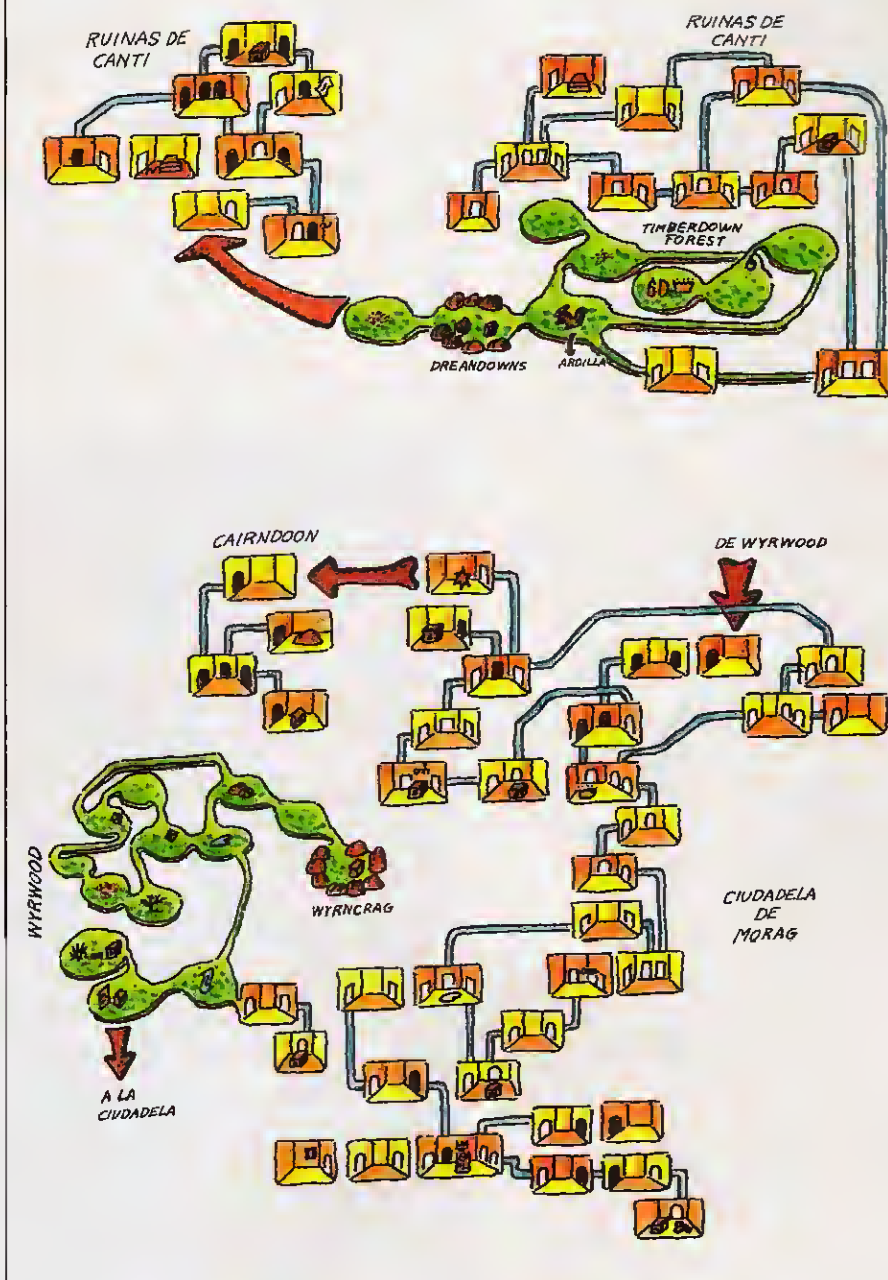 RUINAS DE
CANTI
RUINAS DE
CANTI
TIMBERDOWN
FOREST
DREANDOWNS
ARDILLA
CAIRNDOON
DE WYRWOOD
WYRWOOD
WYRNCRAG
CIUDADELA
DE
MORAG
A LA
CIUDADELA